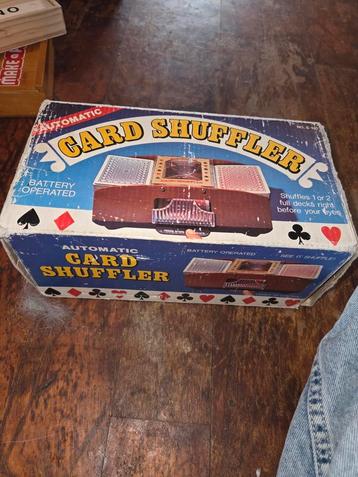 MAKE
AUTOMATIC
CARD SHUFFLER
BATTERY
OPERATED
Shuffles 1 or 2
full decks right
before your eyes
AUTOMATIC
CARD
SHUFFLER
BATTERY OPERATED
SEE IT SHUFFLE!